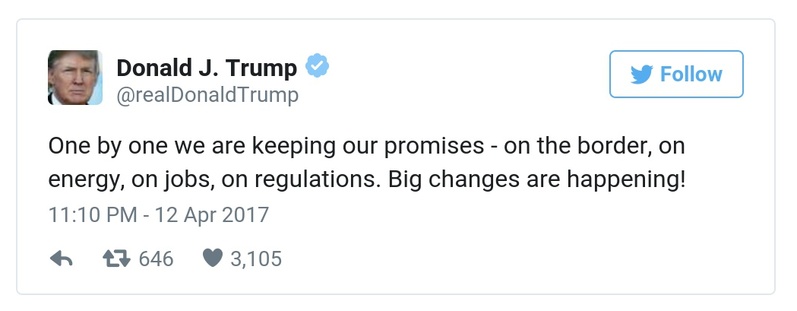 Donald J. Trump
@realDonaldTrump
Follow
One by one we are keeping our promises - on the border, on
energy, on jobs, on regulations. Big changes are happening!
11:10 PM - 12 Apr 2017
646 3,105